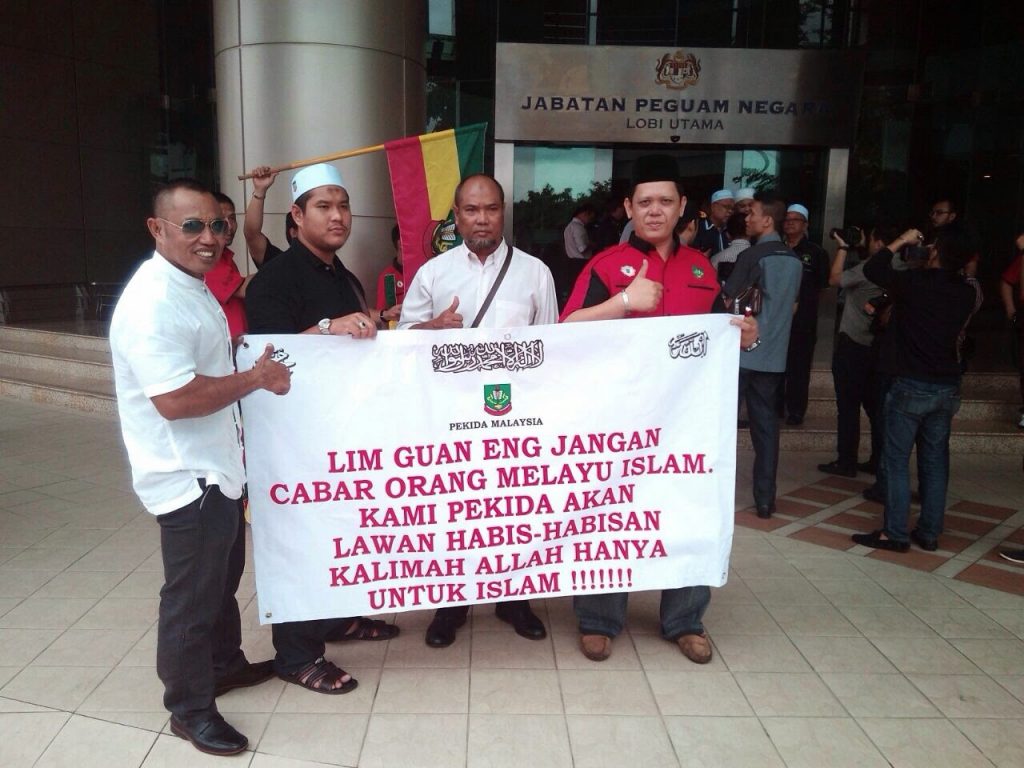 JABATAN PEGUAM NEGARA
LOBI UTAMA
PEKIDA MALAYSIA
LIM GUAN ENG JANGAN
CABAR ORANG MELAYU ISLAM.
KAMI PEKIDA AKAN
LAWAN HABIS-HABISAN
KALIMAH ALLAH HANYA
UNTUK ISLAM !!!!!!!